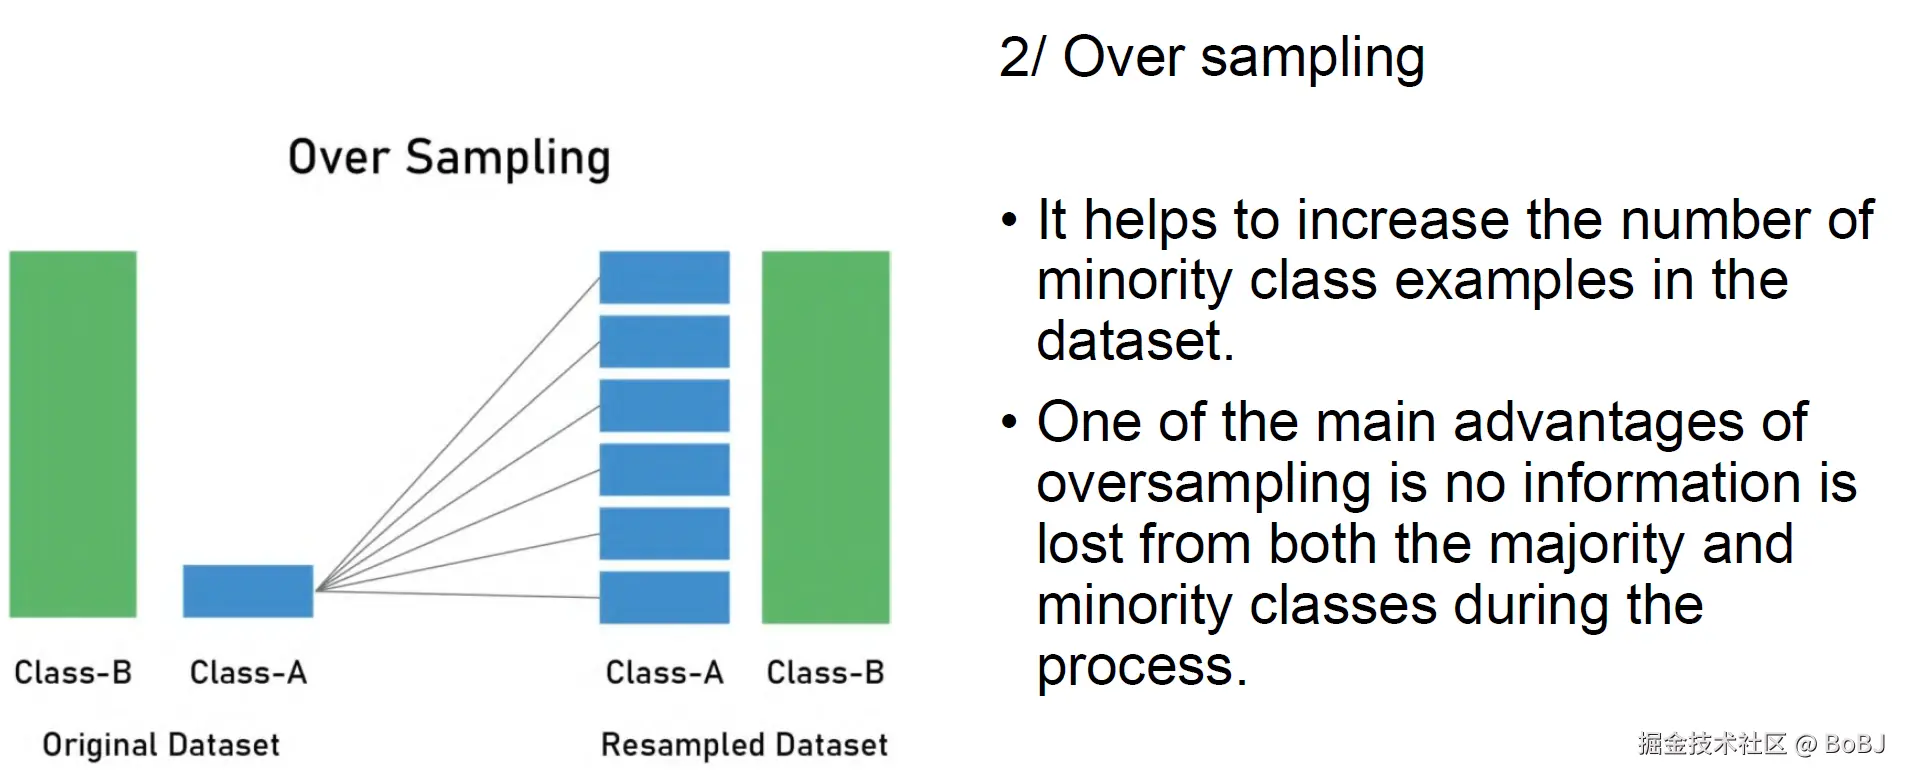 2/ Over sampling
Over Sampling
• It helps to increase the number of
minority class examples in the
dataset.
• One of the main advantages of
oversampling is no information is
lost from both the majority and
minority classes during the
process.
Class-B Class-A Class-A Class-B
Original Dataset Resampled Dataset
掘金技术社区 @ BoBJ